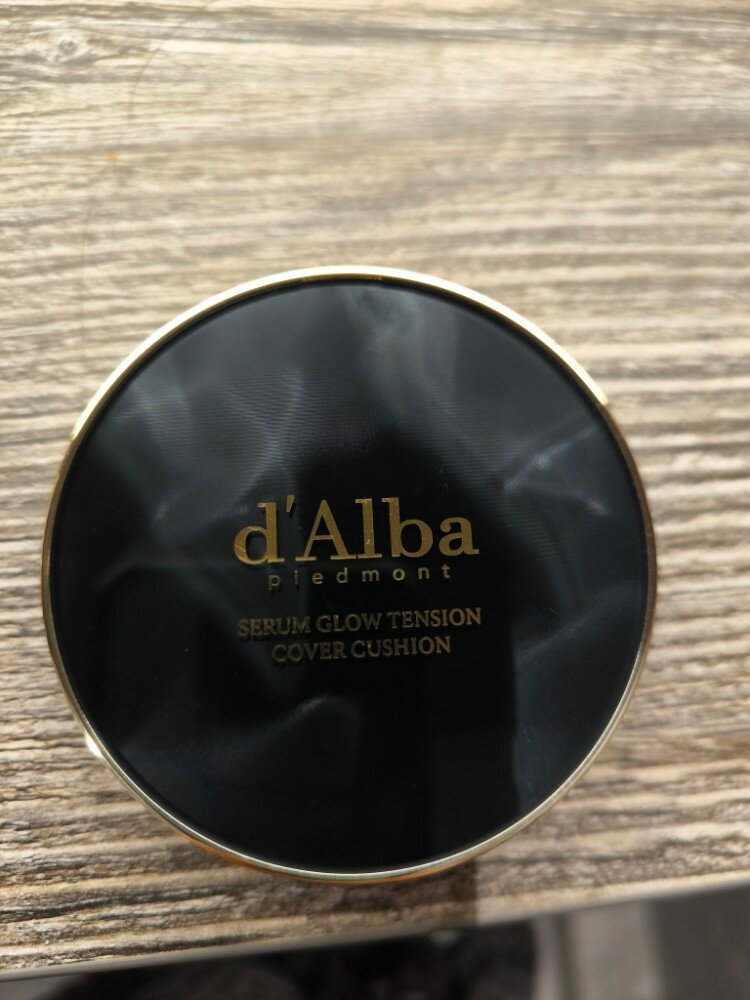 d'Alba
piedmont
SERUM GLOW TENSION
COVER CUSHION